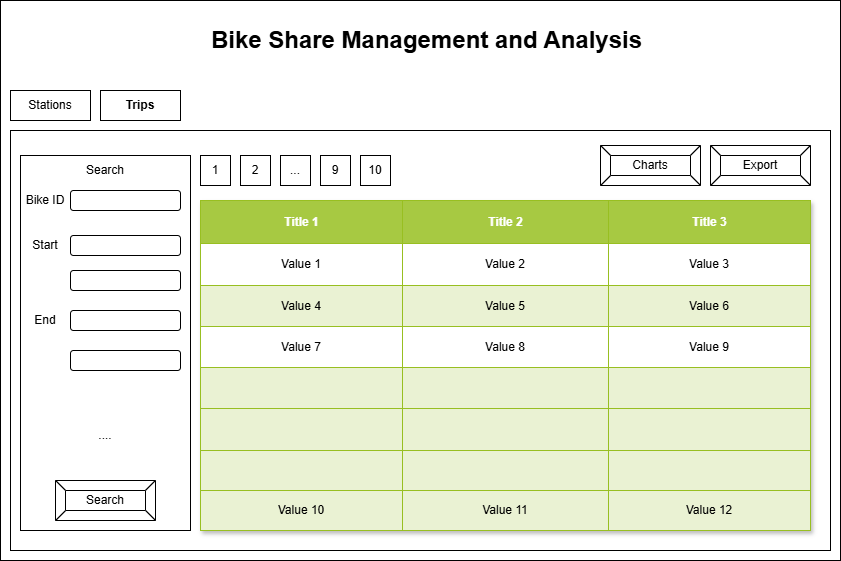 Bike Share Management and Analysis
Stations
Trips
Search
Bike ID
Start
End
....
Search
1 2 ... 9 10
Charts
Export
Title 1 Title 2 Title 3
Value 1 Value 2 Value 3
Value 4 Value 5 Value 6
Value 7 Value 8 Value 9
Value 10 Value 11 Value 12